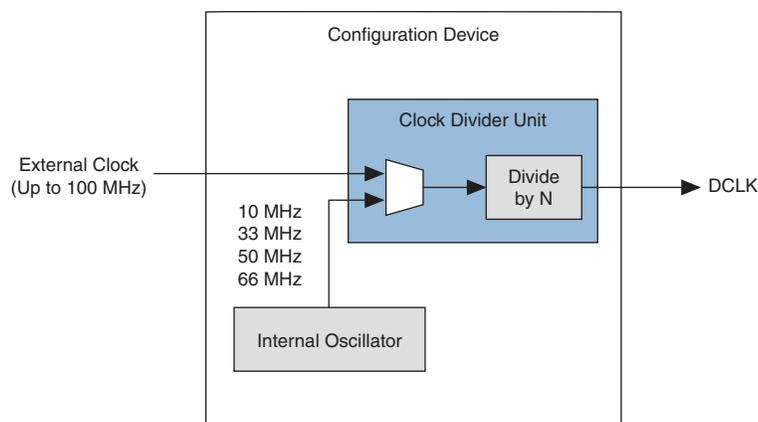 Configuration Device
Clock Divider Unit
External Clock
(Up to 100 MHz)
Divide
by N
DCLK
10 MHz
33 MHz
50 MHz
66 MHz
Internal Oscillator